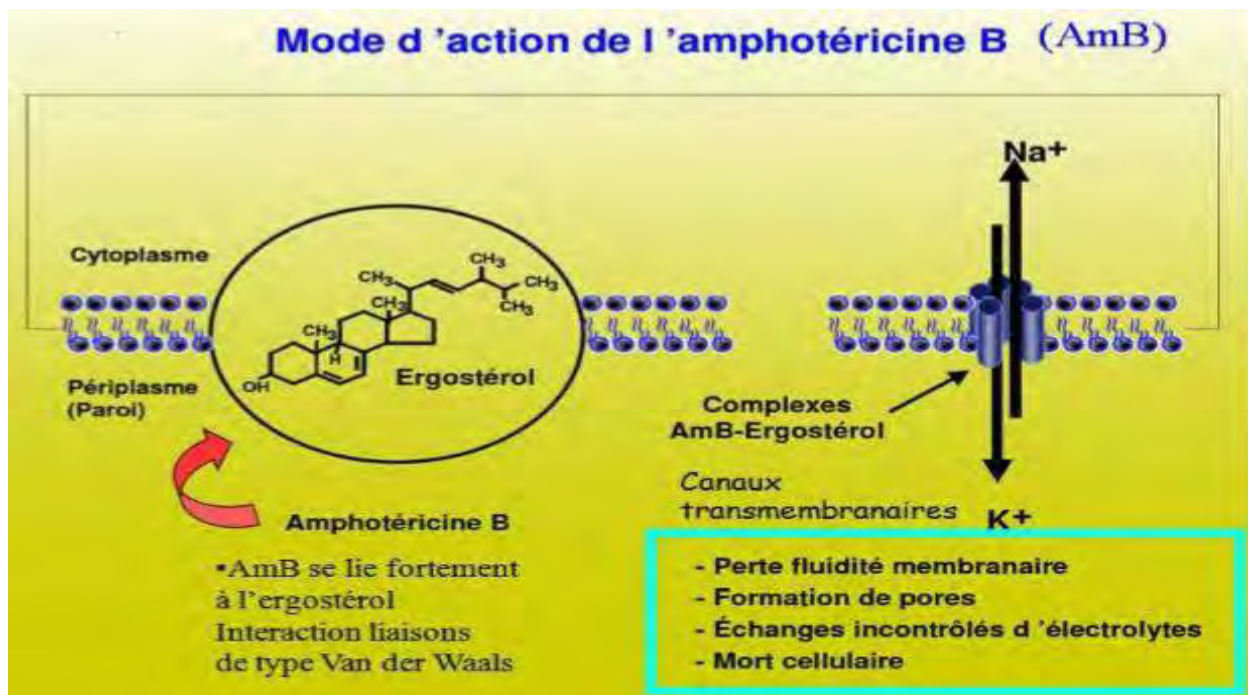 Mode d 'action de l 'amphotéricine B (AmB)
Na+
Cytoplasme
CH₃
CH₃
CH₃
CH₃
CH₃
CH₃
H
OH
Ergostérol
Périplasme
(Paroi)
Complexes
AmB-Ergostérol
Canaux
transmembranaires
K+
Amphotéricine B
▪AmB se lie fortement
à l'ergostérol
Interaction liaisons
de type Van der Waals
- Perte fluidité membranaire
- Formation de pores
- Échanges incontrôlés d 'électrolytes
- Mort cellulaire